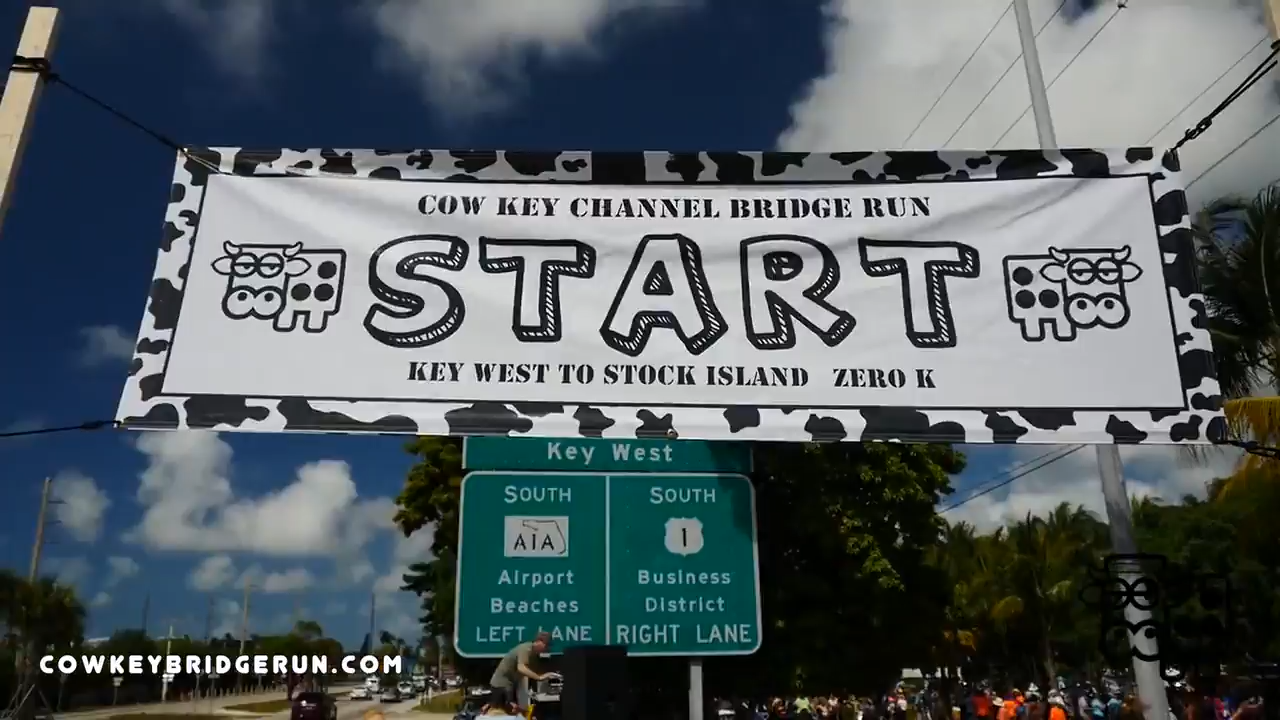 COW KEY CHANNEL BRIDGE RUN
START
KEY WEST TO STOCK ISLAND ZERO K
Key West
SOUTH
A1A
Airport
Beaches
LEFT LANE
SOUTH
1
Business
District
RIGHT LANE
COWKEYBRIDGERUN.COM